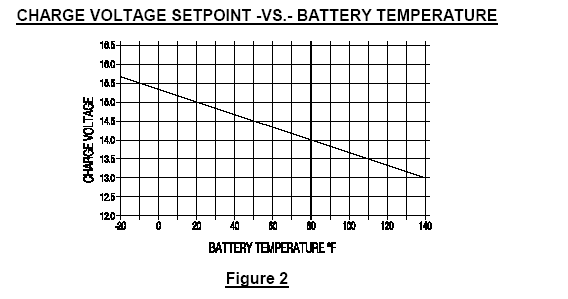 CHARGE VOLTAGE SETPOINT -VS.- BATTERY TEMPERATURE
CHARGE VOLTAGE
16.5
16.0
15.5
15.0
14.5
14.0
13.5
13.0
12.5
12.0
-20 0 20 40 60 80 100 120 140
BATTERY TEMPERATURE °F
Figure 2